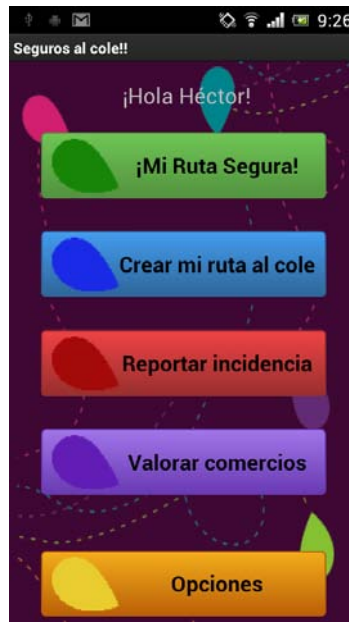 9:26
Seguros al cole!!
¡Hola Héctor!
¡Mi Ruta Segura!
Crear mi ruta al cole
Reportar incidencia
Valorar comercios
Opciones